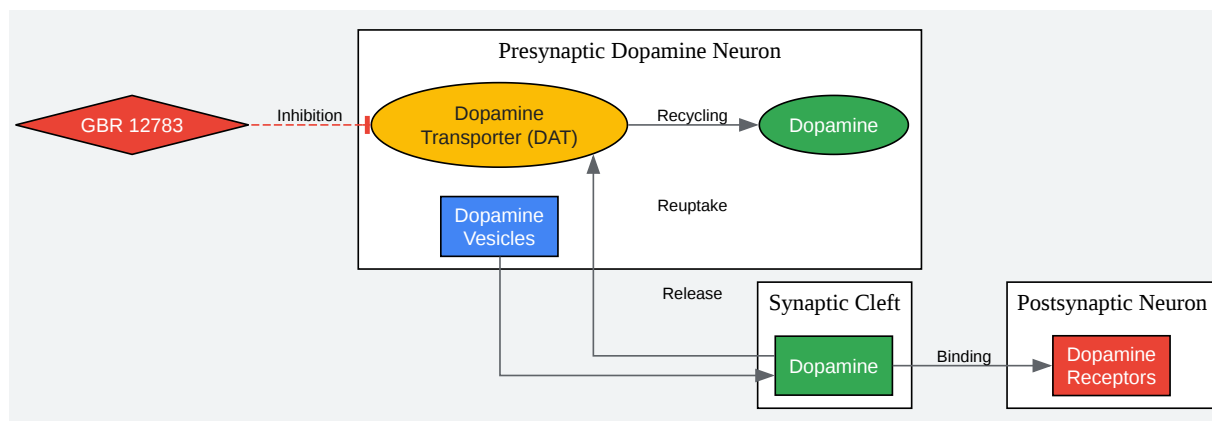 Presynaptic Dopamine Neuron
GBR 12783
Inhibition
Dopamine
Transporter (DAT)
Recycling
Dopamine
Dopamine
Vesicles
Reuptake
Release
Synaptic Cleft
Dopamine
Binding
Postsynaptic Neuron
Dopamine
Receptors